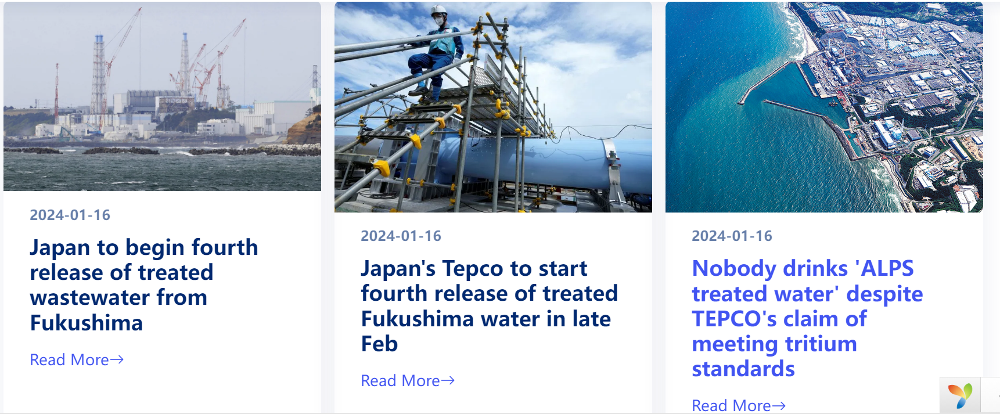 2024-01-16
Japan to begin fourth
release of treated
wastewater from
Fukushima
Read More→
2024-01-16
Japan's Tepco to start
fourth release of treated
Fukushima water in late
Feb
Read More→
2024-01-16
Nobody drinks 'ALPS
treated water' despite
TEPCO's claim of
meeting tritium
standards
Read More→